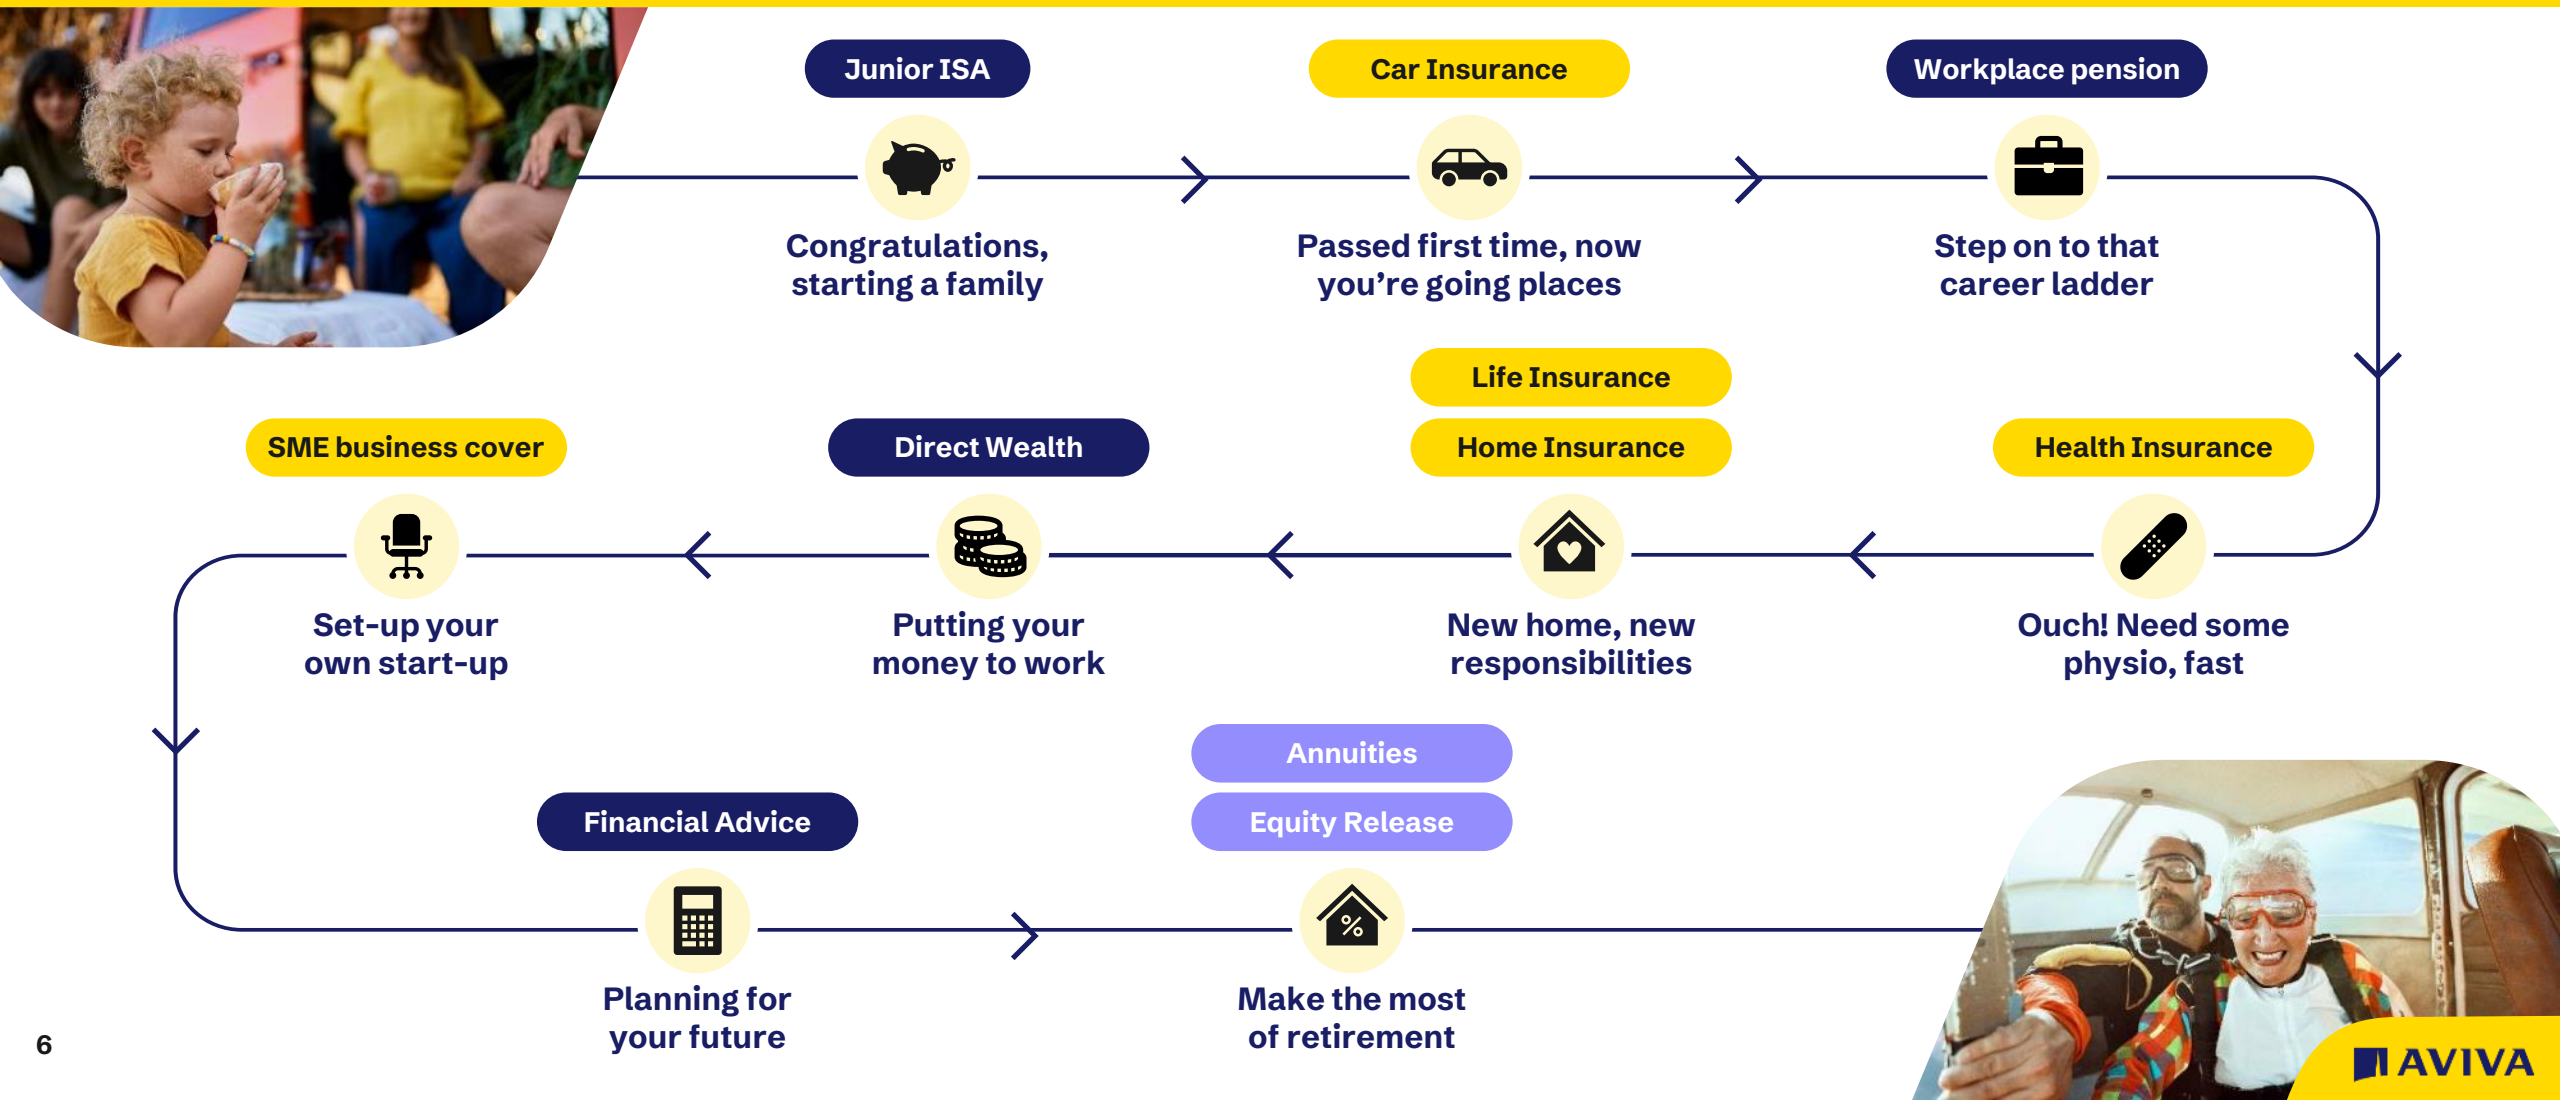 Junior ISA
Congratulations,
starting a family
Car Insurance
Passed first time, now
you’re going places
Workplace pension
Step on to that
career ladder
Health Insurance
Ouch! Need some
physio, fast
Life Insurance
Home Insurance
New home, new
responsibilities
Direct Wealth
Putting your
money to work
SME business cover
Set-up your
own start-up
Financial Advice
Planning for
your future
Annuities
Equity Release
%
Make the most
of retirement
6
AVIVA